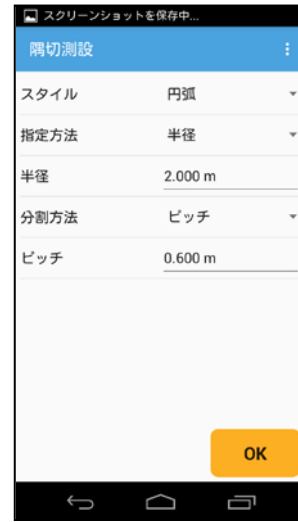 スクリーンショットを保存中...
隅切測設
スタイル 円弧
指定方法 半径
半径 2.000 m
分割方法 ピッチ
ピッチ 0.600 m
OK